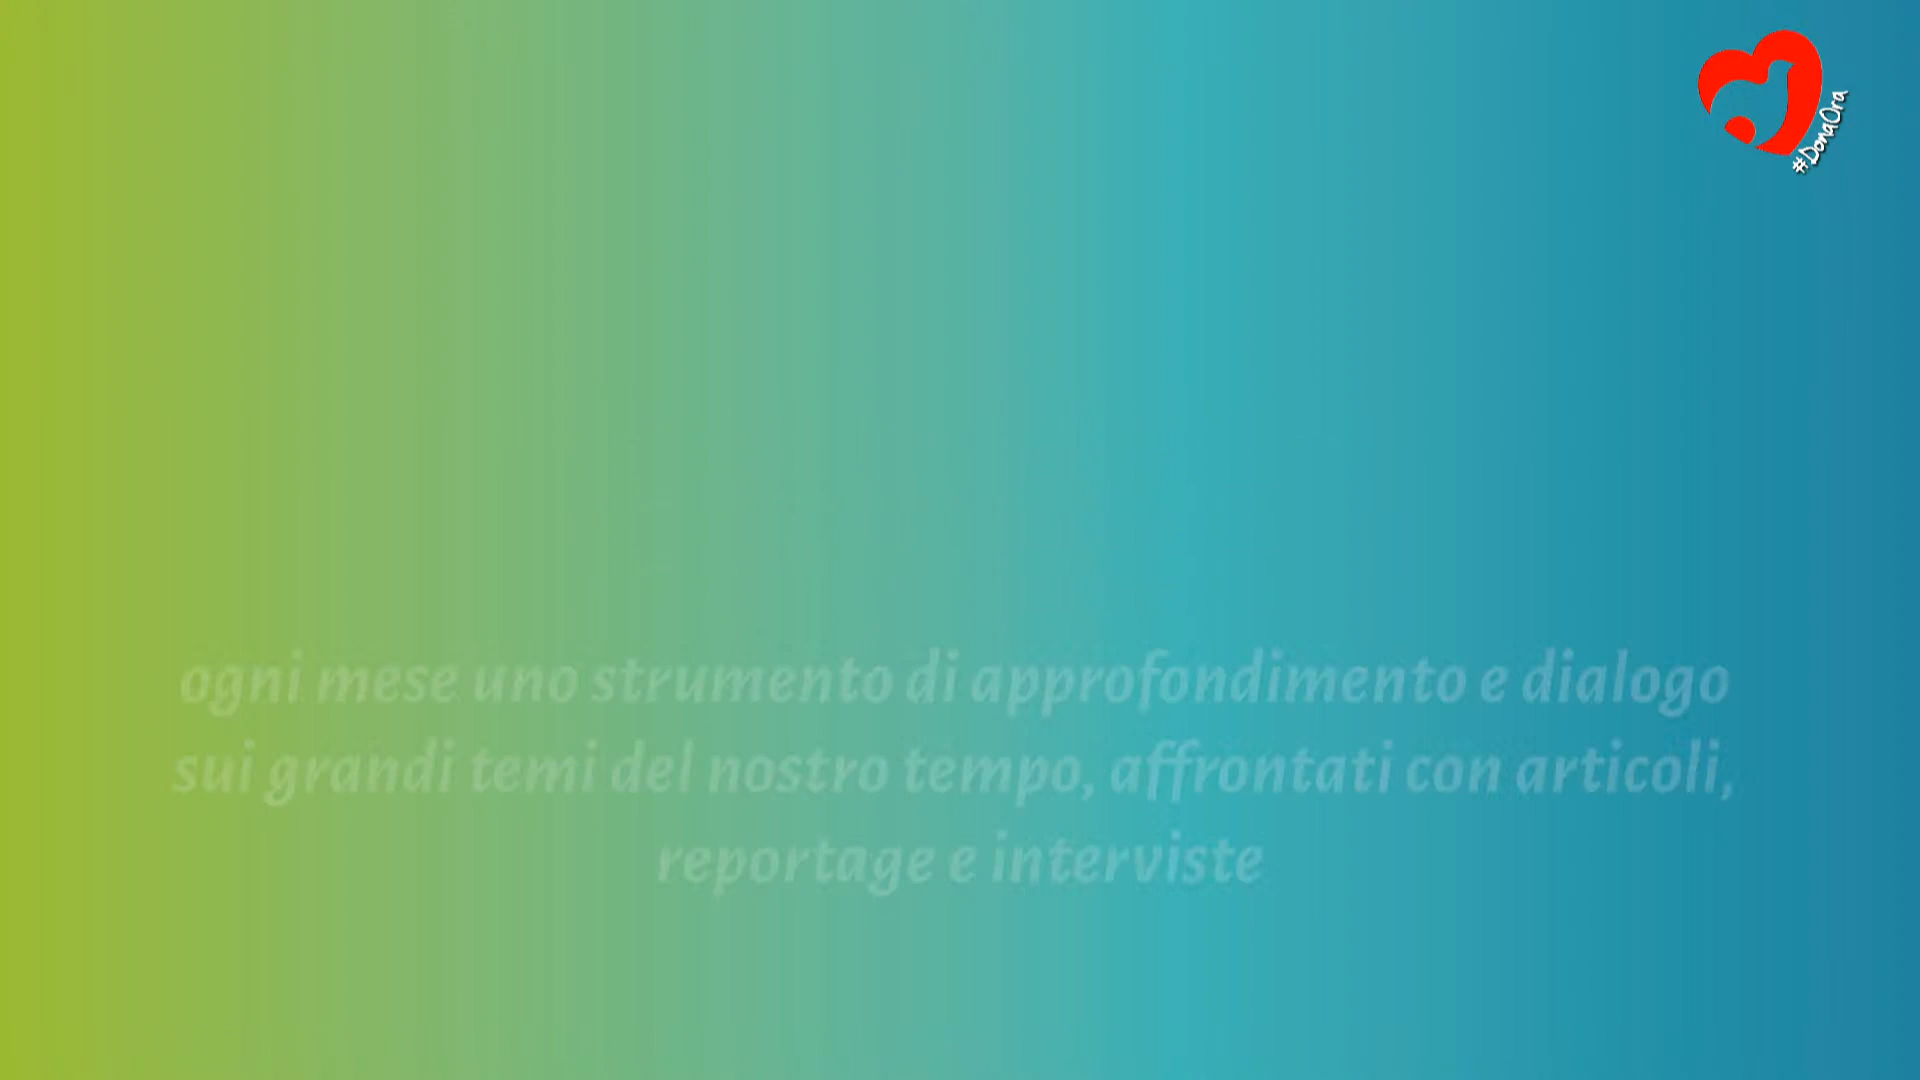 #DonaOra
ogni mese uno strumento di approfondimento e dialogo
sui grandi temi del nostro tempo, affrontati con articoli,
reportage e interviste